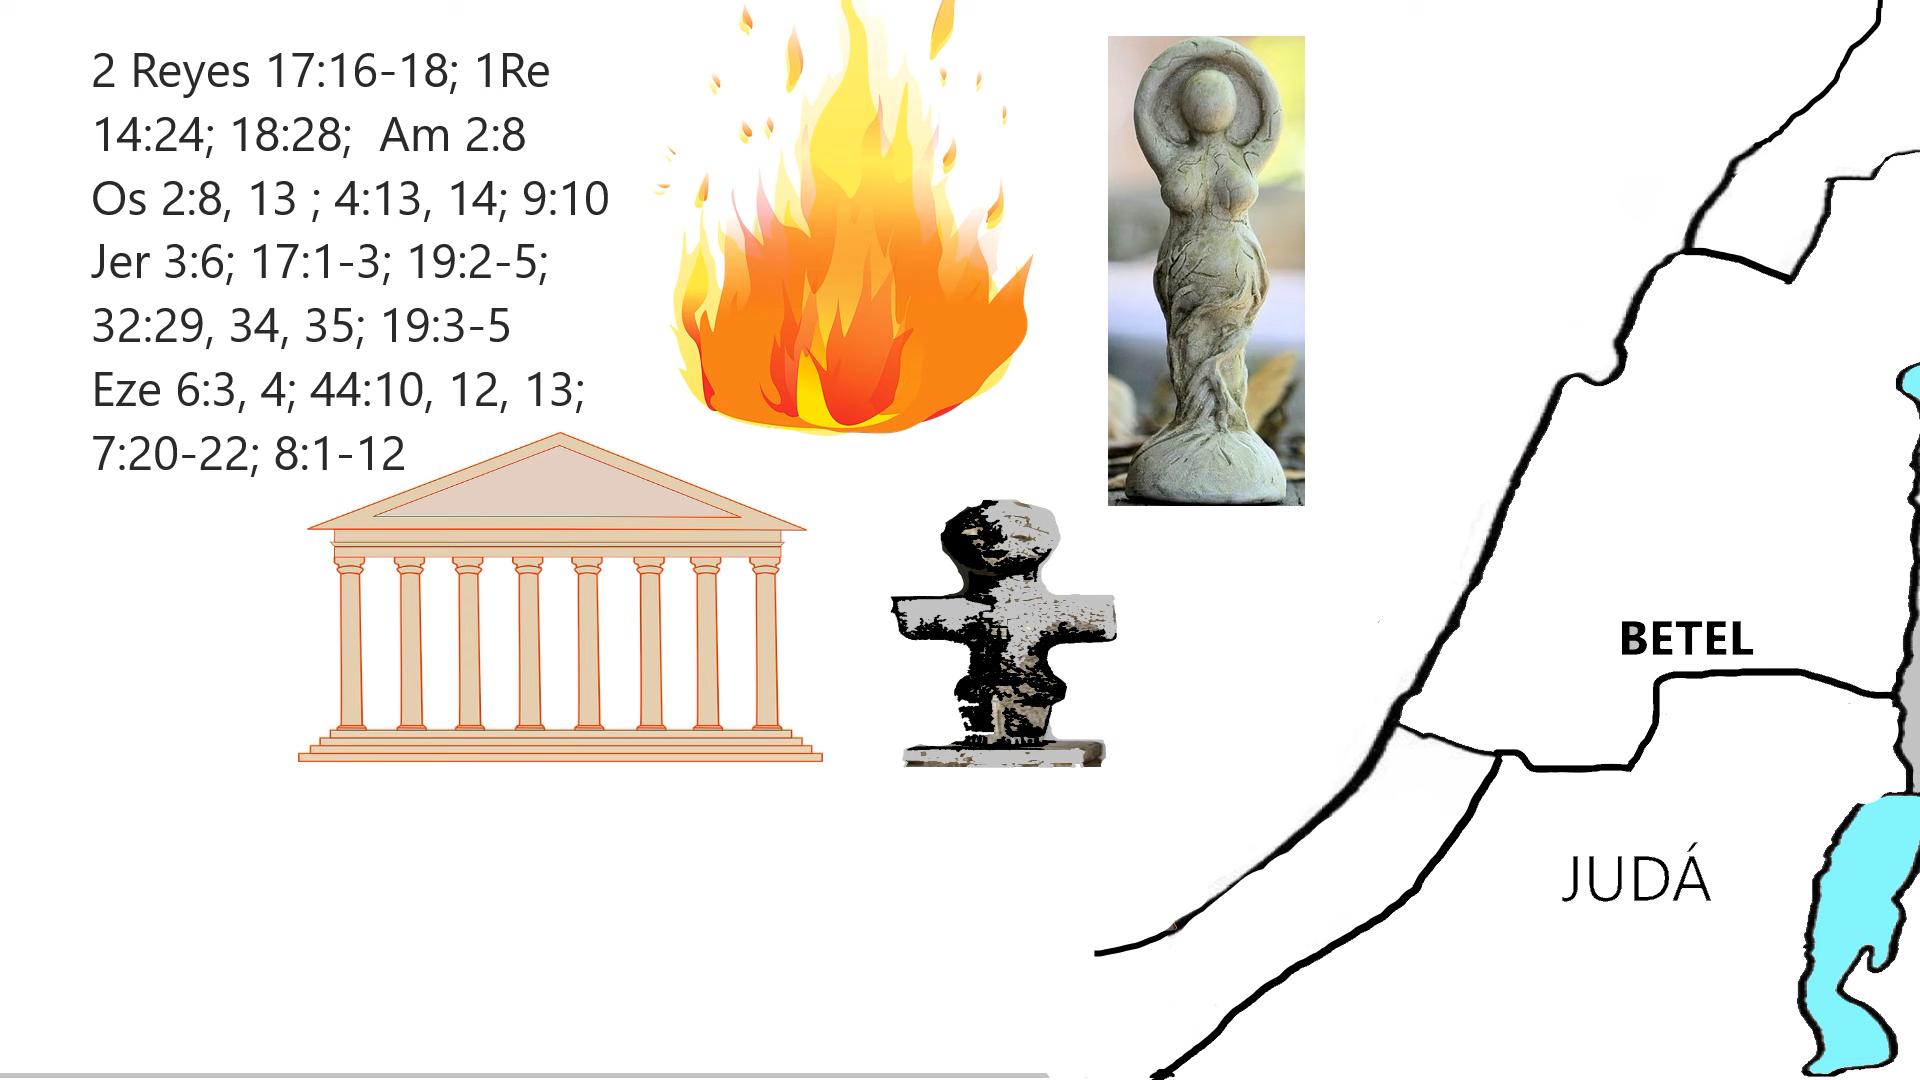 2 Reyes 17:16-18; 1Re
14:24; 18:28;  Am 2:8
Os 2:8, 13 ; 4:13, 14; 9:10
Jer 3:6; 17:1-3; 19:2-5;
32:29, 34, 35; 19:3-5
Eze 6:3, 4; 44:10, 12, 13;
7:20-22; 8:1-12
BETEL
JUDÁ